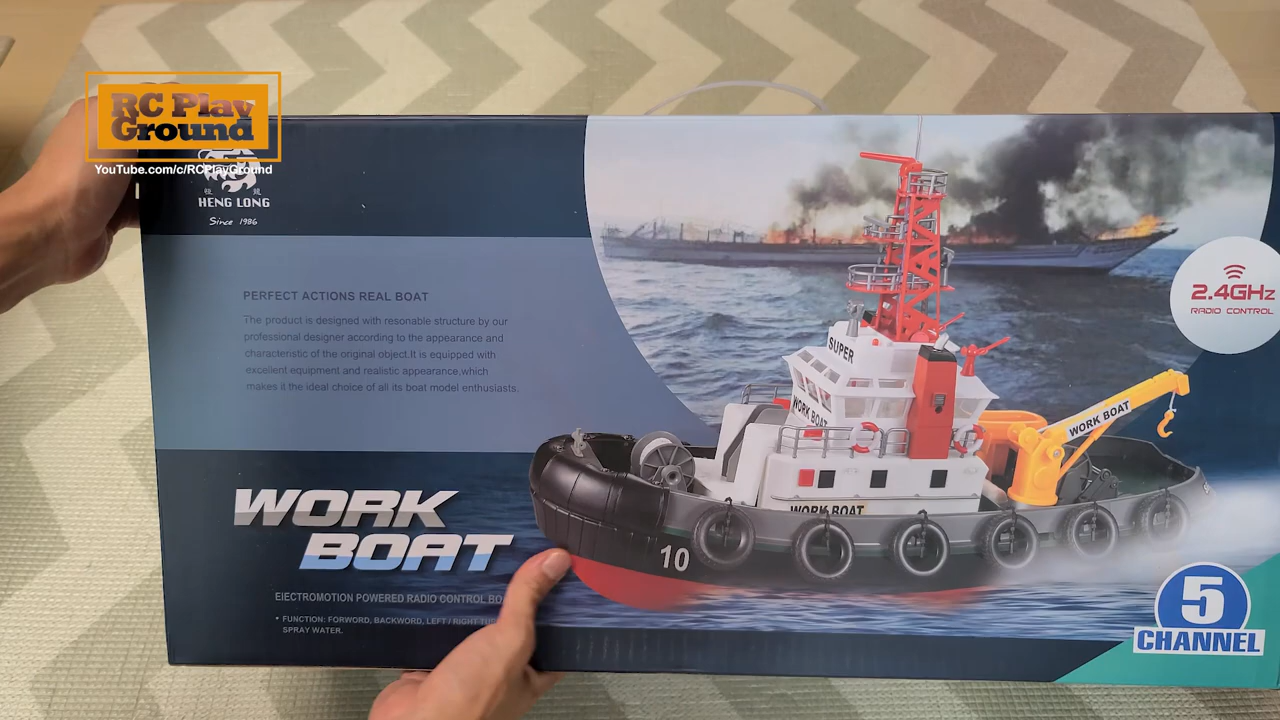 RC Play
Ground
YouTube.com/c/RCPlayGround
HENG LONG
Since 1986
PERFECT ACTIONS REAL BOAT
The product is designed with resonable structure by our
professional designer according to the appearance and
characteristic of the original object.It is equipped with
excellent equipment and realistic appearance,which
makes it the ideal choice of all its boat model enthusiasts.
WORK
BOAT
ElECTROMOTION POWERED RADIO CONTROL
• FUNCTION: FORWORD, BACKWORD, LEFT / RIGHT
SPRAY WATER.
SUPER
WORK BOAT
WORK BOAT
WORK BOAT
10
2.4GHz
RADIO CONTROL
5
CHANNEL